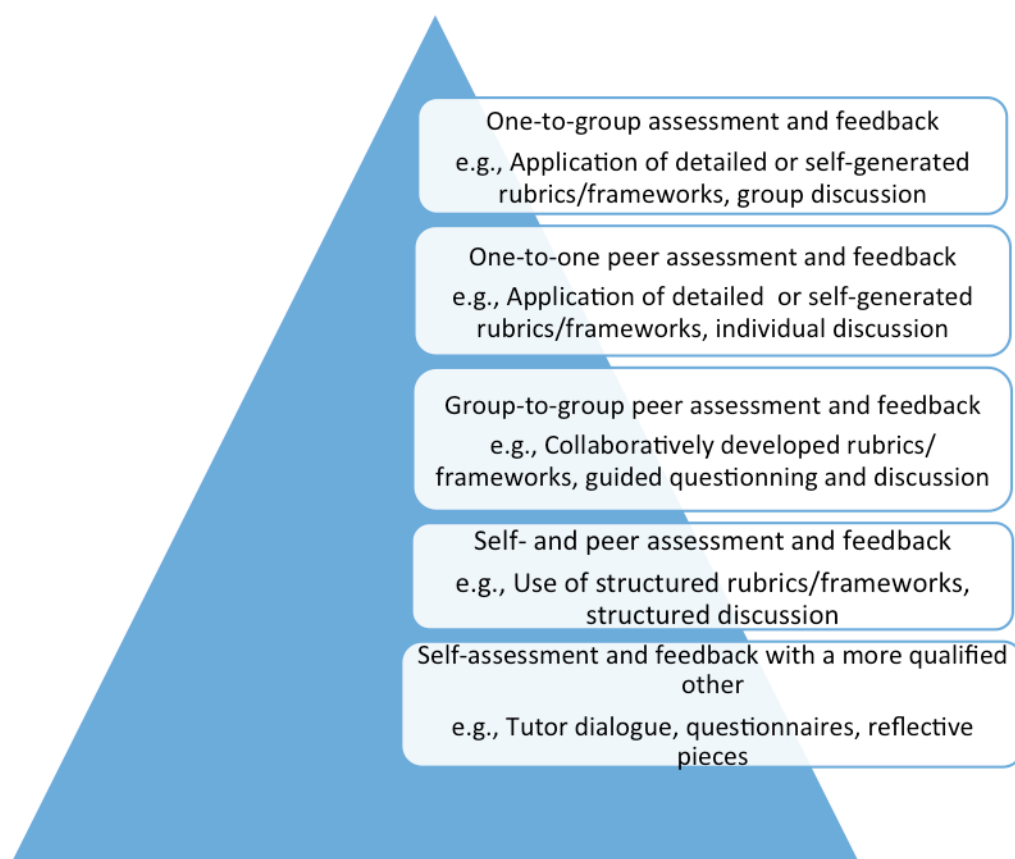 One-to-group assessment and feedback
e.g., Application of detailed or self-generated
rubrics/frameworks, group discussion
One-to-one peer assessment and feedback
e.g., Application of detailed or self-generated
rubrics/frameworks, individual discussion
Group-to-group peer assessment and feedback
e.g., Collaboratively developed rubrics/
frameworks, guided questionning and discussion
Self- and peer assessment and feedback
e.g., Use of structured rubrics/frameworks,
structured discussion
Self-assessment and feedback with a more qualified
other
e.g., Tutor dialogue, questionnaires, reflective
pieces